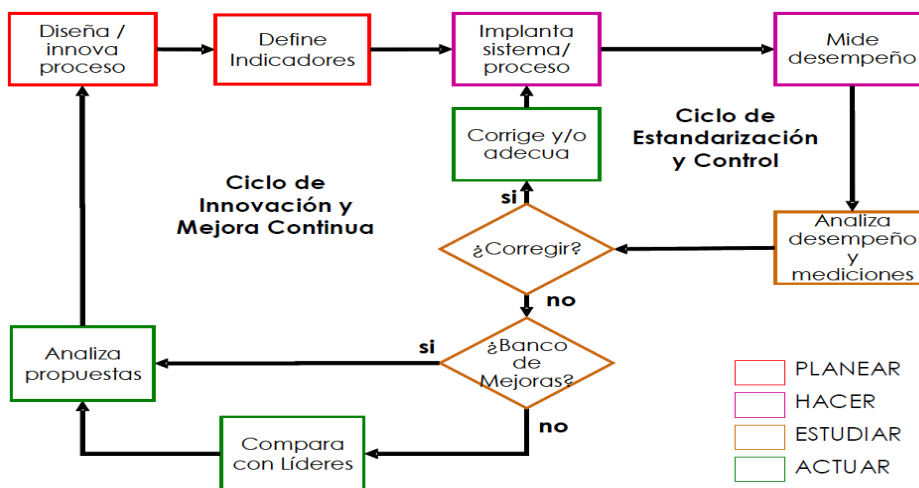 Diseña /
innova
proceso
Define
Indicadores
Implanta
sistema/
proceso
Mide
desempeño
Corrige y/o
adecua
Ciclo de
Estandarización
y Control
Ciclo de
Innovación y
Mejora Continua
si
¿Corregir?
Analiza
desempeño
y
mediciones
no
¿Banco
de
Mejoras?
si
Analiza
propuestas
no
Compara
con Líderes
PLANEAR
HACER
ESTUDIAR
ACTUAR